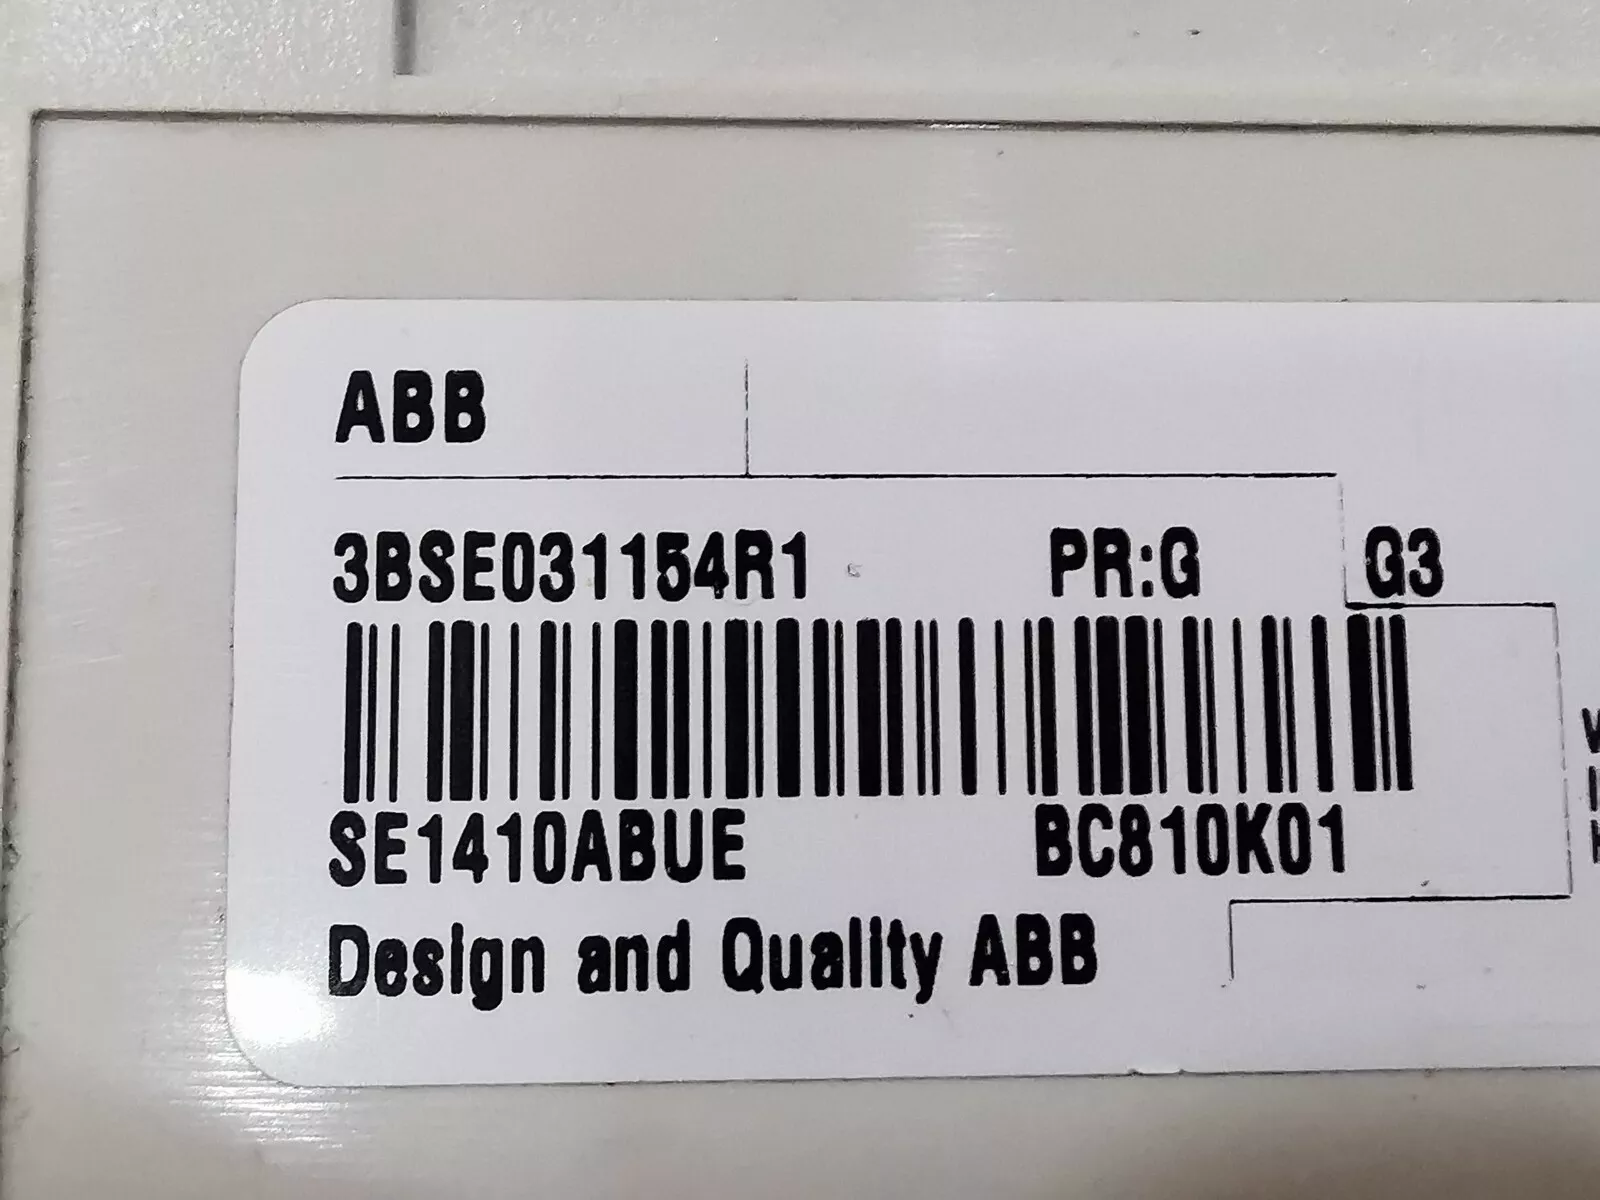 ABB
3BSE031154R1 PR:G G3
SE1410ABUE BC810K01
Design and Quality ABB